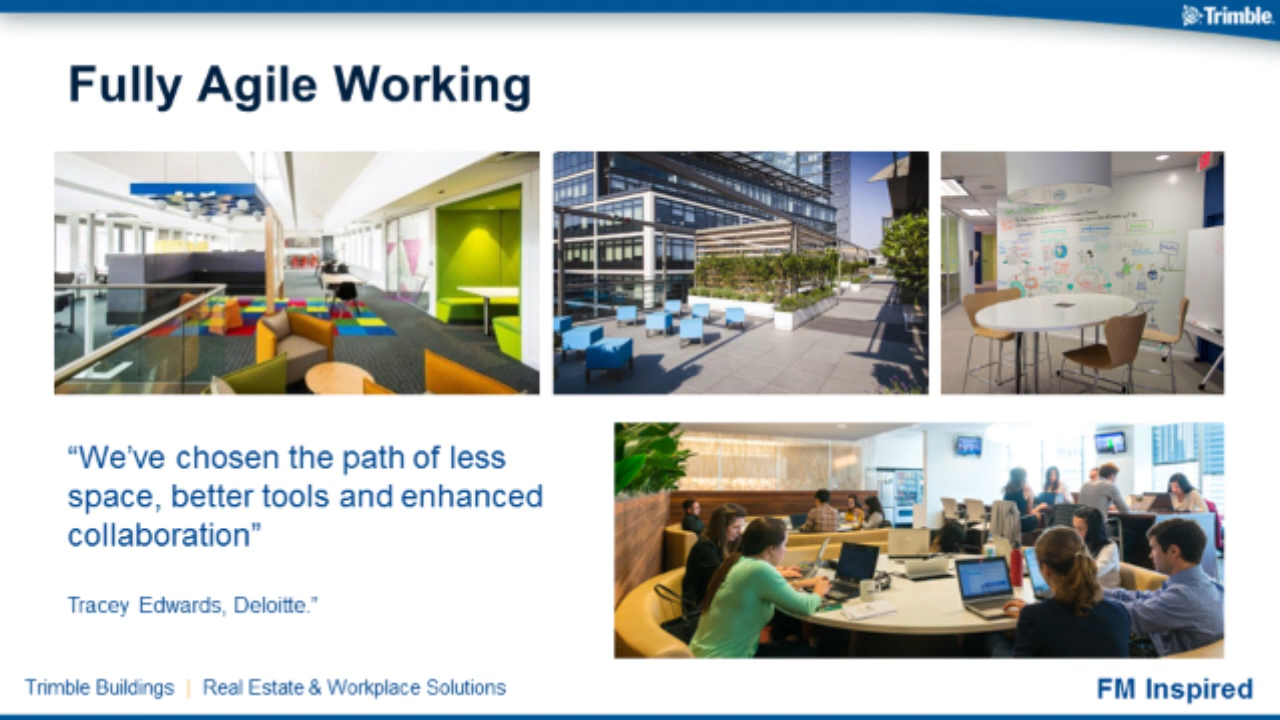 Trimble
Fully Agile Working
“We’ve chosen the path of less
space, better tools and enhanced
collaboration”
Tracey Edwards, Deloitte.”
Trimble Buildings | Real Estate & Workplace Solutions
FM Inspired